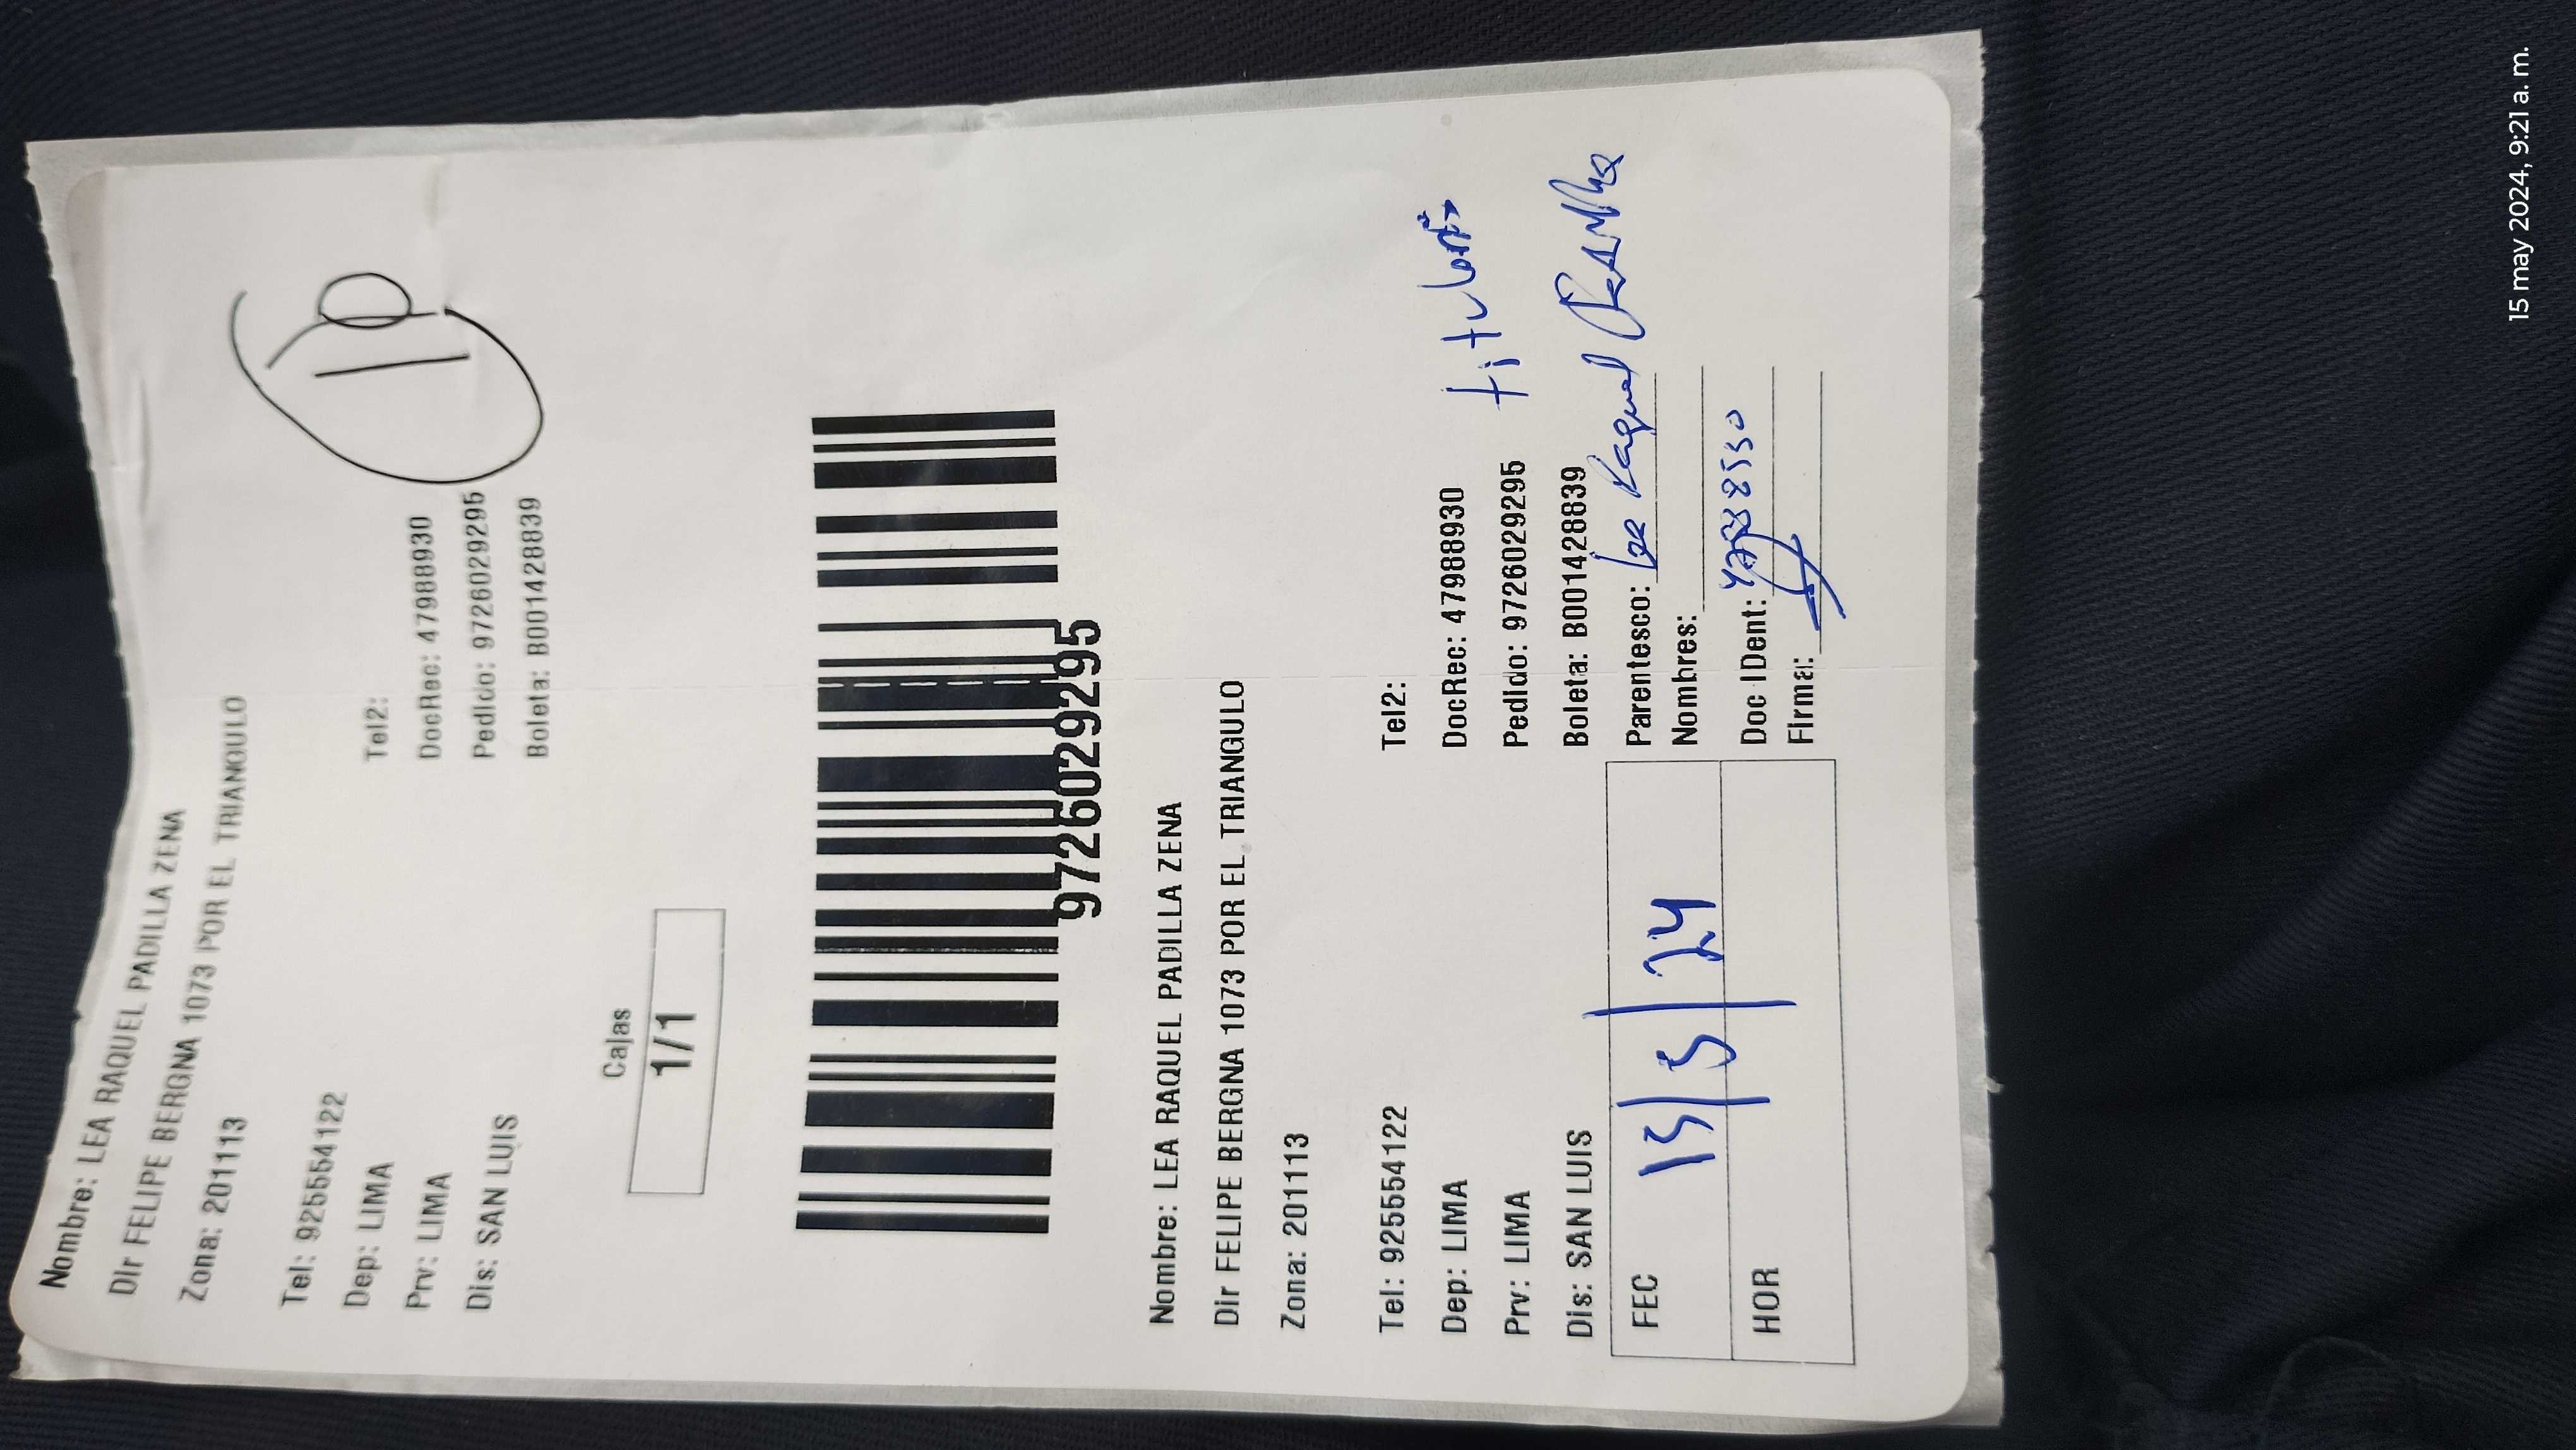 Nombre: LEA RAQUEL PADILLA ZENA
Dir FELIPE BERGNA 1073 POR EL TRIANGULO
Zona: 201113
Tel: 925554122
Tel2:
Dep: LIMA
DocRec: 47988930
Prv: LIMA
Pedido: 9726029295
Dis: SAN LUIS
Boleta: B001428839
10
Cajas
1/1
9726029295
Nombre: LEA RAQUEL PADILLA ZENA
Dir FELIPE BERGNA 1073 POR EL TRIANGULO
Zona: 201113
Tel: 925554122
Tel2:
Dep: LIMA
DocRec: 47988930
Prv: LIMA
Pedido: 9726029295
titular
Dis: SAN LUIS
Boleta: B001428839
FEC 15/5/24
Parentesco: Lea Raquel Padilla
Nombres:
HOR
Doc IDent:
Firma:
15 may 2024, 9:21 a. m.